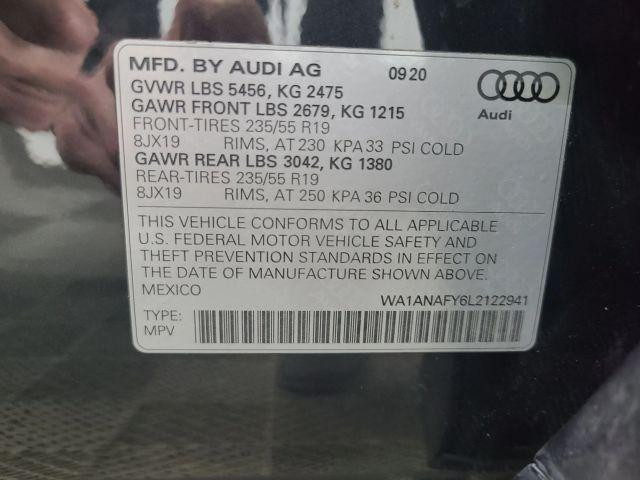 MFD. BY AUDI AG 0920
GVWR LBS 5456, KG 2475
GAWR FRONT LBS 2679, KG 1215
FRONT-TIRES 235/55 R19
8JX19 RIMS, AT 230 KPA 33 PSI COLD
GAWR REAR LBS 3042, KG 1380
REAR-TIRES 235/55 R19
8JX19 RIMS, AT 250 KPA 36 PSI COLD
Audi
THIS VEHICLE CONFORMS TO ALL APPLICABLE
U.S. FEDERAL MOTOR VEHICLE SAFETY AND
THEFT PREVENTION STANDARDS IN EFFECT ON
THE DATE OF MANUFACTURE SHOWN ABOVE.
MEXICO WA1ANAFY6L2122941
TYPE:
MPV